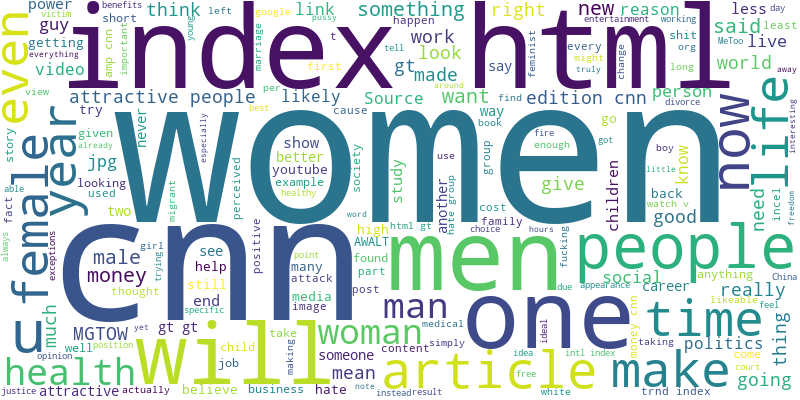 power victim benefits google left pussy young
short think link something right new reason less day
guy index html said least
even getting everything amp cnn important happen t tell feminist every entertainment might working shit org MeToo
video marriage first look work say truly change long live
view year attractive people likely gt made around world away
try per Source want edition cnn person
story best cause way find divorce
never women now life
given already especially show society study book fire enough go boy know interesting
jpg better group got
looking youtube use give children little need incel
fact used example perceived another hate group back watch v freedom
able two migrant healthy cost good
female word html gt choice family hours
always exceptions male girl positive high AWALT men people
u cnn see many found fucking social anything China
money help point attack part due appearance career likeable really feel
thought trying still media man one time
much end specific image post medical ideal money cnn thing
MGTOW yet gt gt woman
well position child take someone content simply idea intl index taking politics
health will article make come
opinion job making mean free court going
justice attractive actually believe business hate note instead result white trnd index